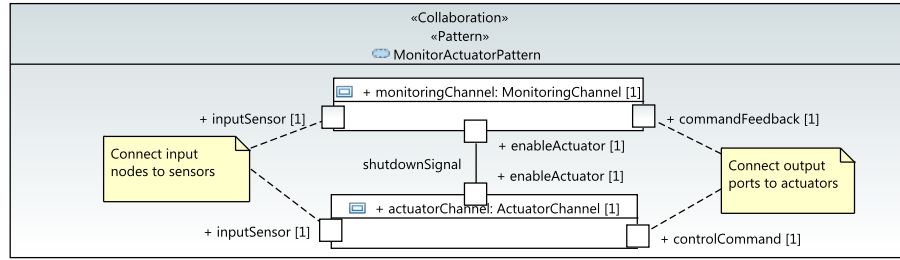 «Collaboration»
«Pattern»
MonitorActuatorPattern
+ monitoringChannel: MonitoringChannel [1]
+ inputSensor [1]
+ commandFeedback [1]
+ enableActuator [1]
Connect input
nodes to sensors
shutdownSignal
Connect output
ports to actuators
+ enableActuator [1]
+ actuatorChannel: ActuatorChannel [1]
+ inputSensor [1]
+ controlCommand [1]